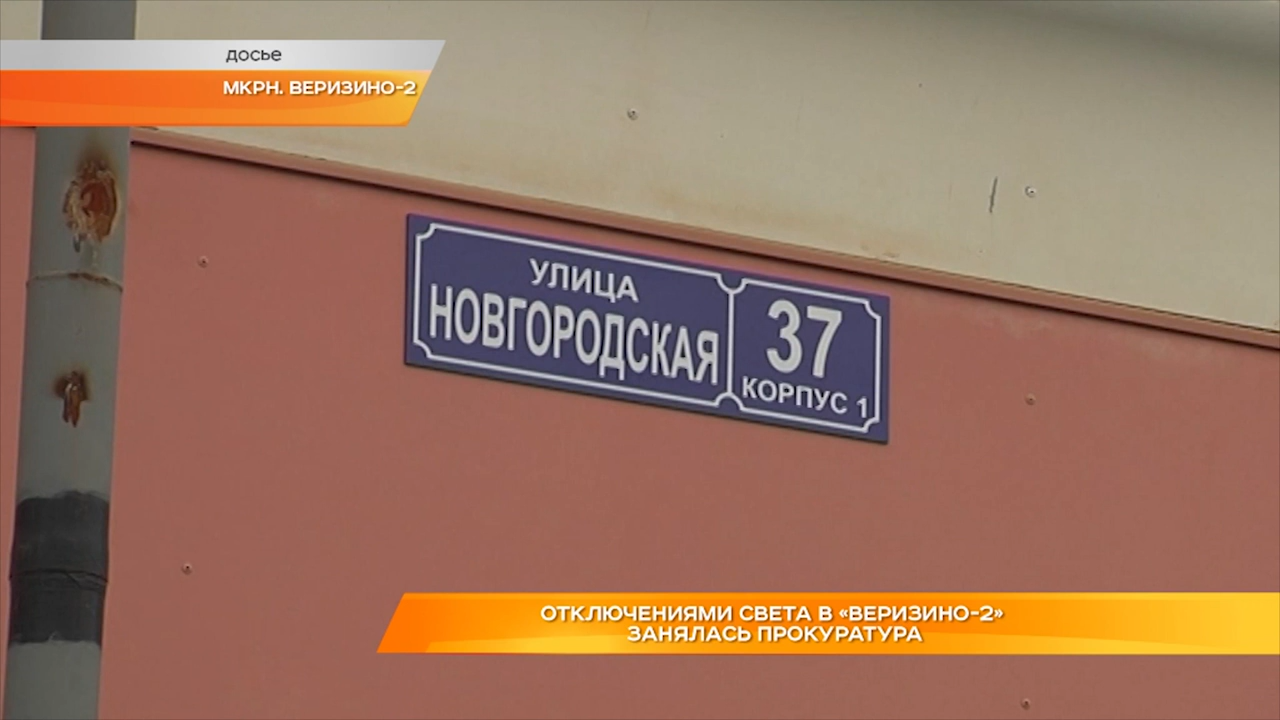 досье
МКРН. ВЕРИЗИНО-2
УЛИЦА
НОВГОРОДСКАЯ
37
КОРПУС 1
ОТКЛЮЧЕНИЯМИ СВЕТА В «ВЕРИЗИНО-2»
ЗАНЯЛАСЬ ПРОКУРАТУРА